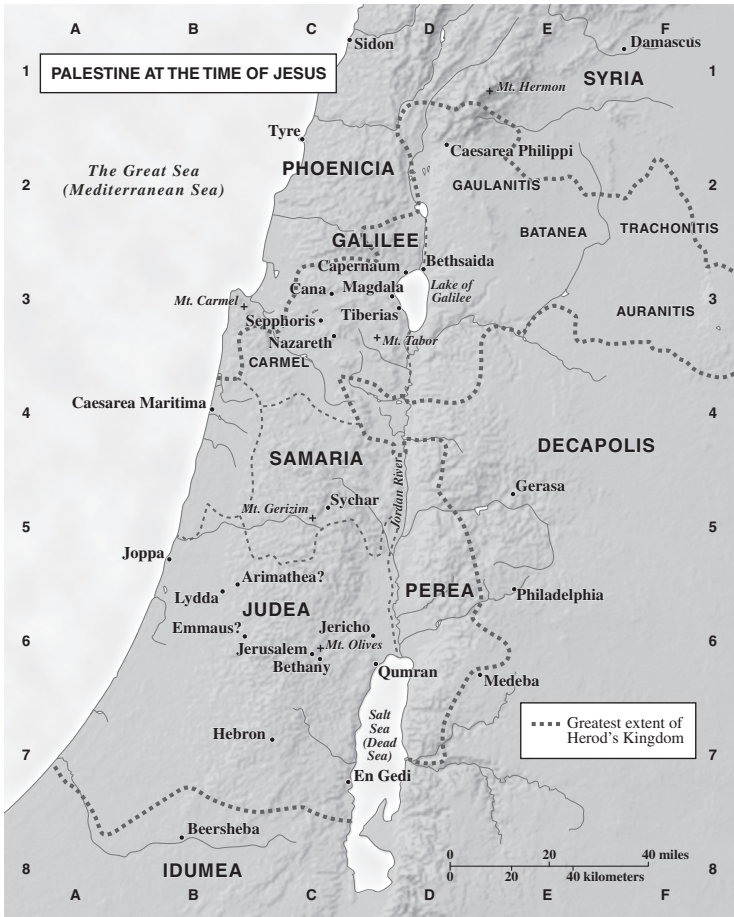 A B C D E F
Sidon
Damascus
1 1
PALESTINE AT THE TIME OF JESUS
SYRIA
Mt. Hermon
Tyre
Caesarea Philippi
The Great Sea
(Mediterranean Sea)
PHOENICIA
2 2
GAULANITIS
BATANEA
TRACHONITIS
GALILEE
Capernaum
Bethsaida
Cana
Magdala
Lake of
Galilee
Mt. Carmel
3 3
Sepphoris
Tiberias
AURANITIS
Nazareth
Mt. Tabor
CARMEL
Caesarea Maritima
4 4
SAMARIA
DECAPOLIS
Jordan River
Gerasa
Sychar
Mt. Gerizim
5 5
Joppa
Arimathea?
Lydda
PEREA
Philadelphia
JUDEA
Emmaus?
Jericho
6 6
Jerusalem
Mt. Olives
Bethany
Qumran
Medeba
Salt
Sea
(Dead
Sea)
Greatest extent of
Herod's Kingdom
Hebron
7 7
En Gedi
Beersheba
IDUMEA
0 20 40 miles
0 20 40 kilometers
8 8
A B C D E F